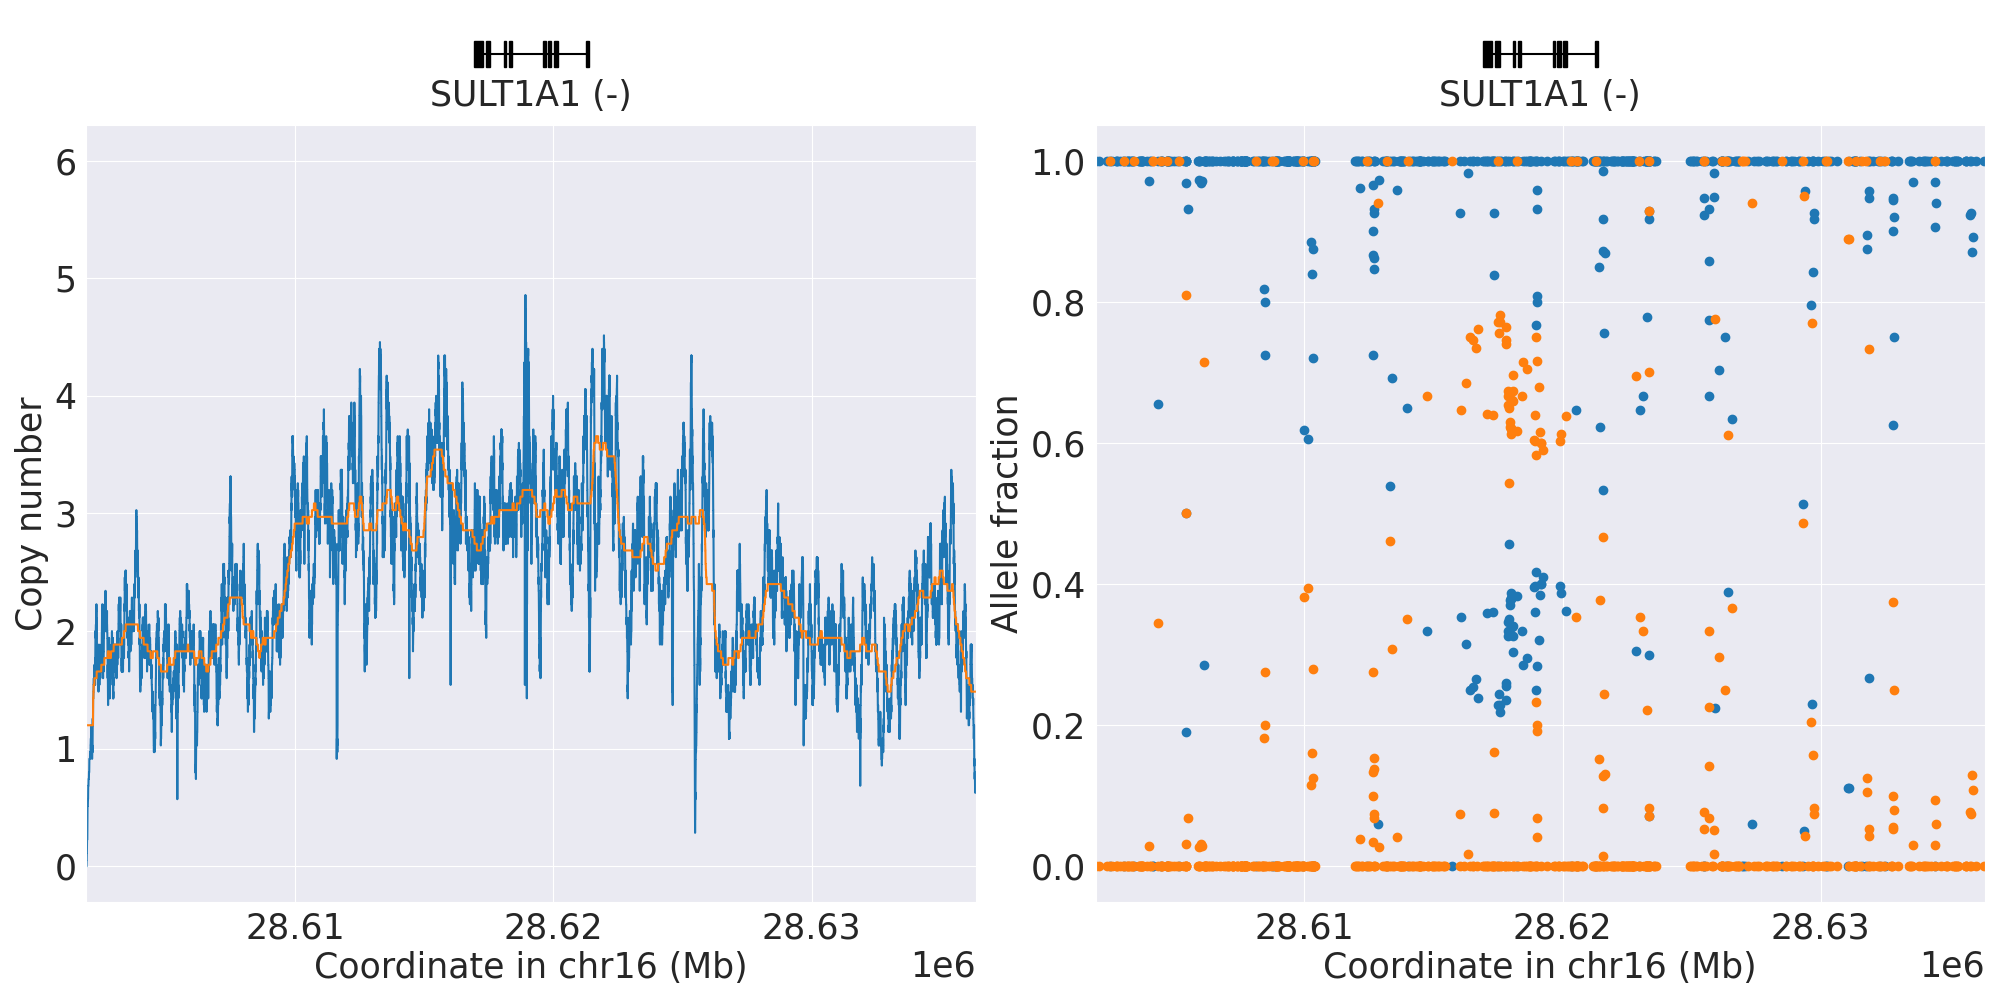 SULT1A1 (-)
Copy number
6
5
4
3
2
1
0
28.61
28.62
28.63
Coordinate in chr16 (Mb)
1e6
SULT1A1 (-)
Allele fraction
1.0
0.8
0.6
0.4
0.2
0.0
28.61
28.62
28.63
Coordinate in chr16 (Mb)
1e6